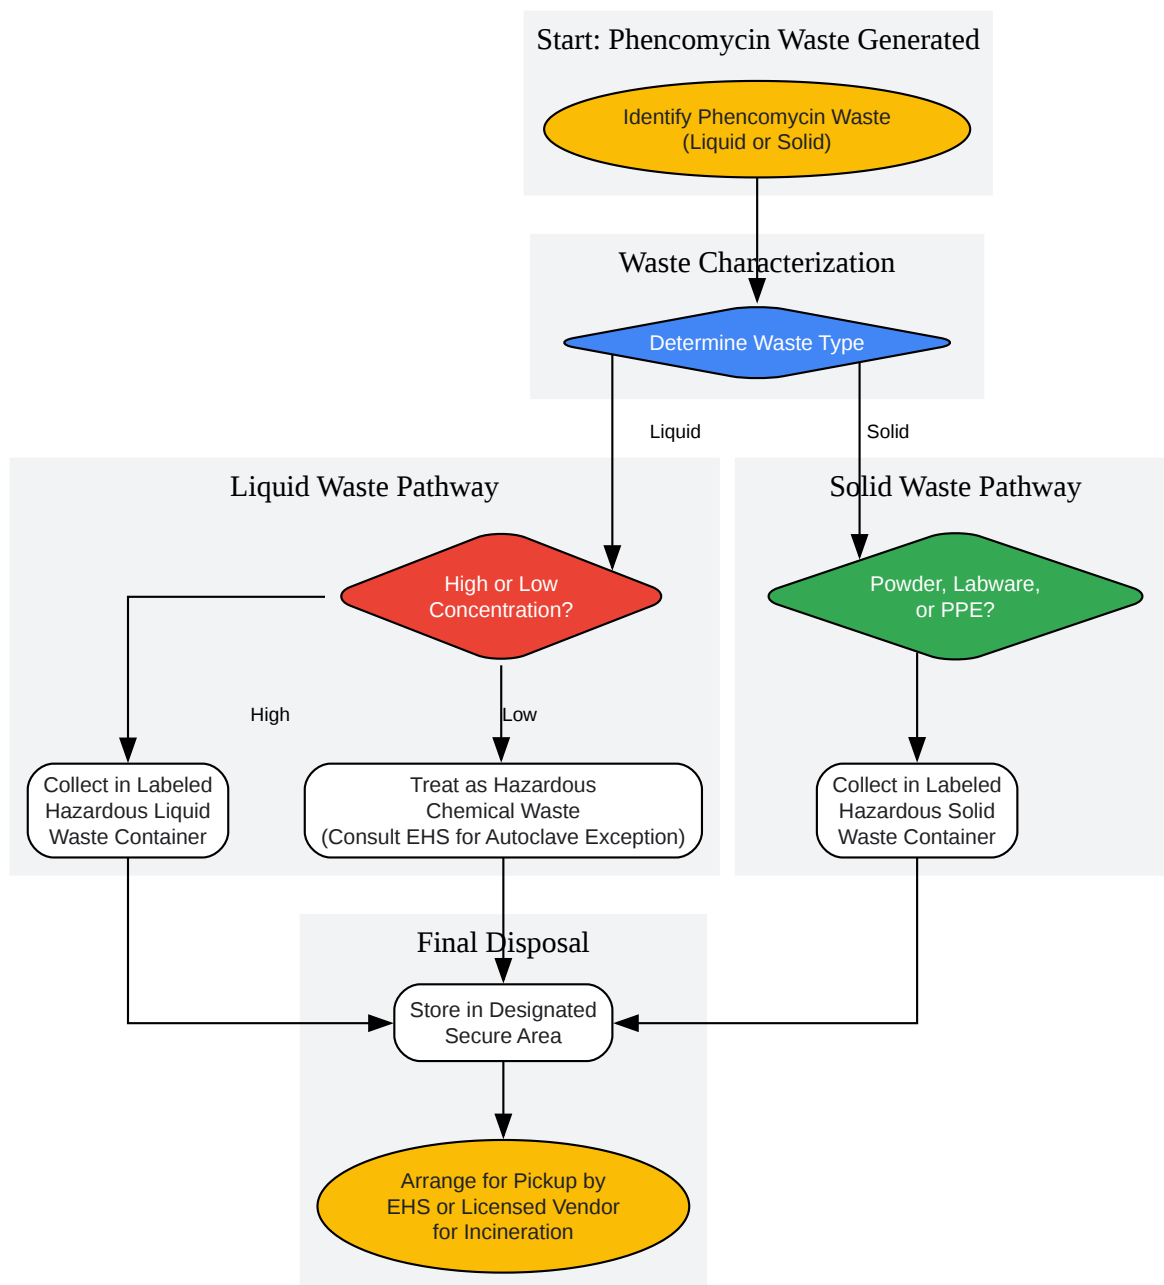 Start: Phencomycin Waste Generated
Identify Phencomycin Waste
(Liquid or Solid)
Waste Characterization
Determine Waste Type
Liquid
Solid
Liquid Waste Pathway
High or Low
Concentration?
High
Low
Collect in Labeled
Hazardous Liquid
Waste Container
Treat as Hazardous
Chemical Waste
(Consult EHS for Autoclave Exception)
Solid Waste Pathway
Powder, Labware,
or PPE?
Collect in Labeled
Hazardous Solid
Waste Container
Final Disposal
Store in Designated
Secure Area
Arrange for Pickup by
EHS or Licensed Vendor
for Incineration